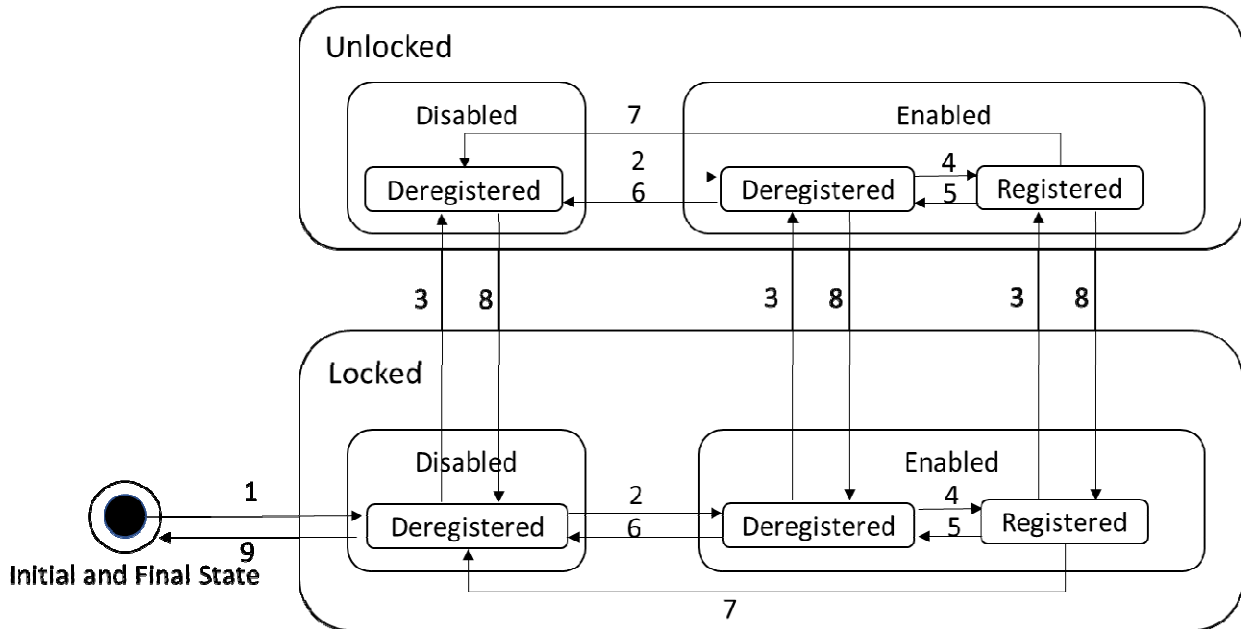 Unlocked
Disabled 7 Enabled
2 4
Deregistered Deregistered Registered
6 5
3 8 3 8 3 8
Locked
Disabled Enabled
1 2 4
Deregistered Deregistered Registered
6 5
9
Initial and Final State
7